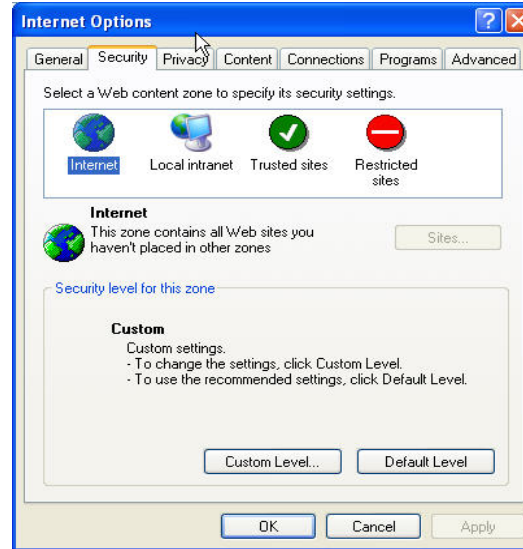 Internet Options
General Security Privacy Content Connections Programs Advanced
Select a Web content zone to specify its security settings.
Internet Local intranet Trusted sites Restricted sites
Internet
This zone contains all Web sites you
haven't placed in other zones
Sites...
Security level for this zone
Custom
Custom settings.
- To change the settings, click Custom Level.
- To use the recommended settings, click Default Level.
Custom Level... Default Level
OK Cancel Apply